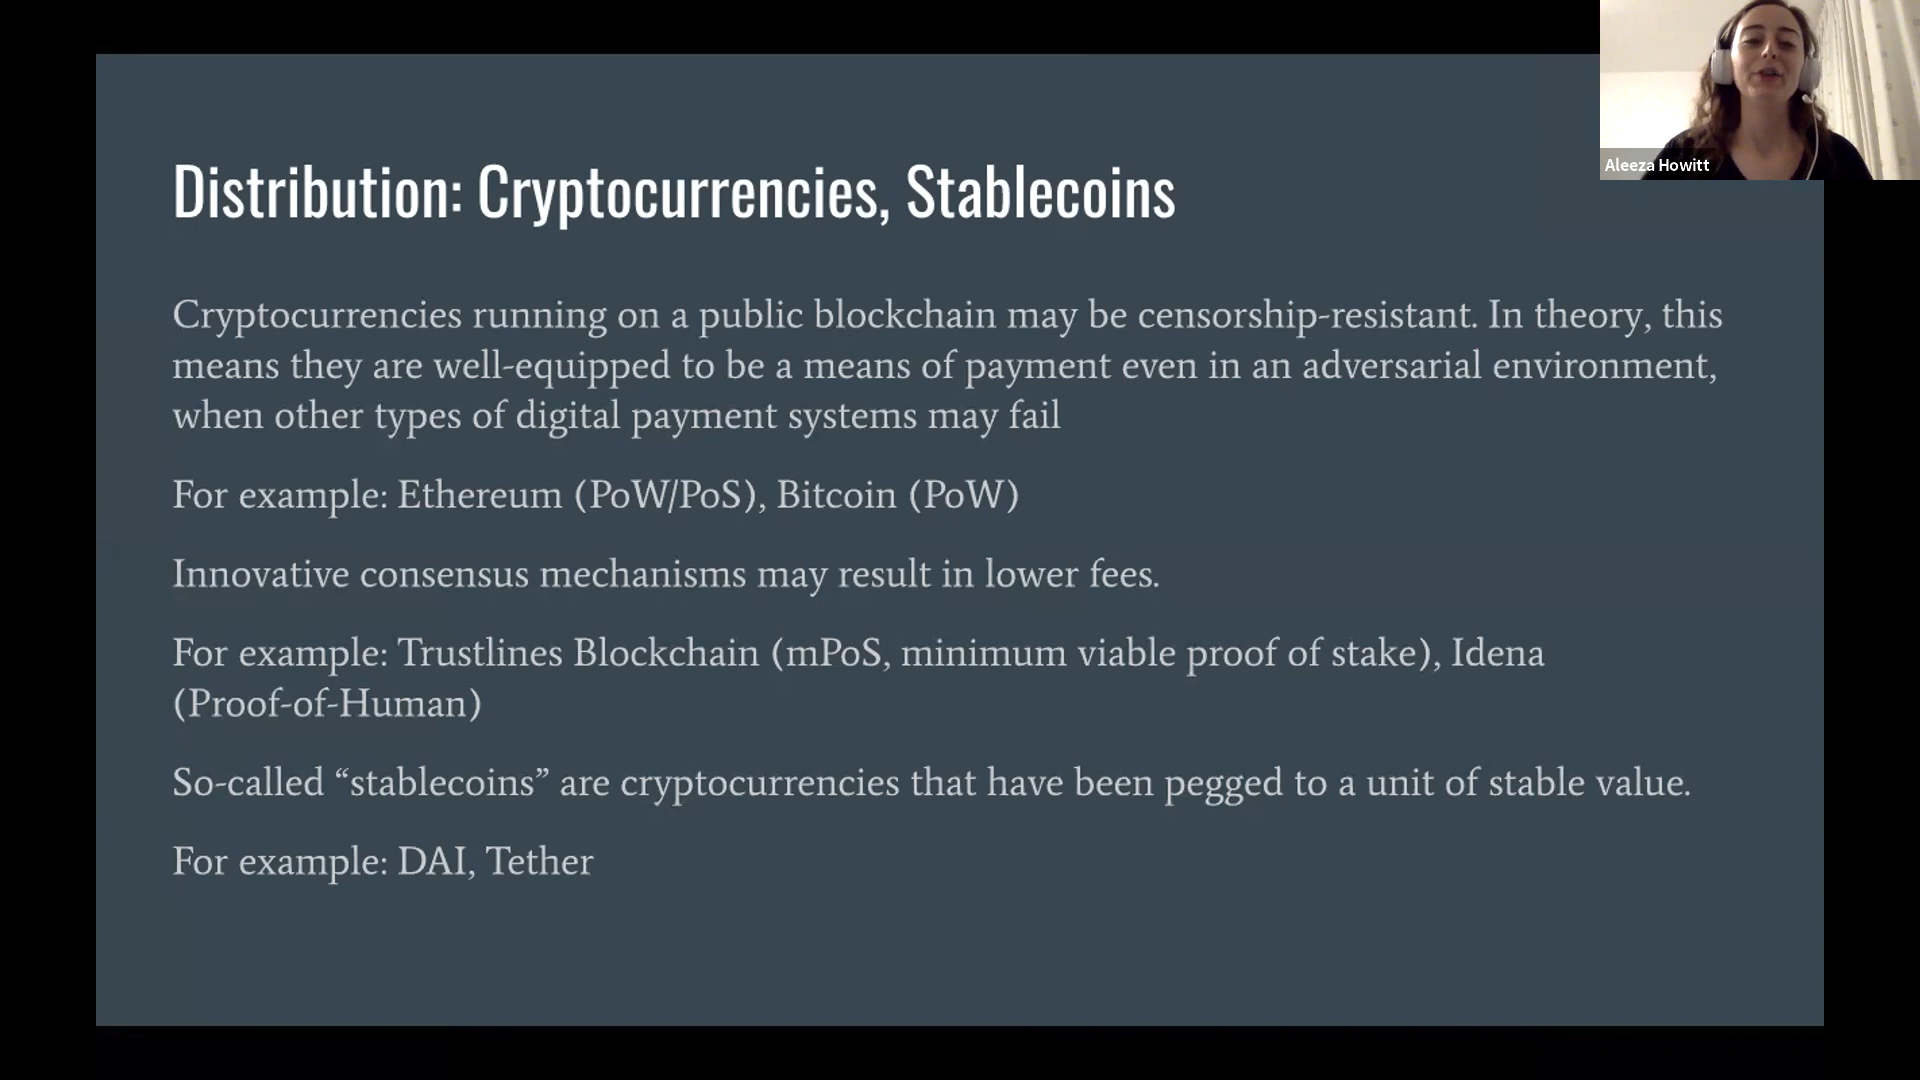 Distribution: Cryptocurrencies, Stablecoins
Aleeza Howitt
Cryptocurrencies running on a public blockchain may be censorship-resistant. In theory, this
means they are well-equipped to be a means of payment even in an adversarial environment,
when other types of digital payment systems may fail
For example: Ethereum (PoW/PoS), Bitcoin (PoW)
Innovative consensus mechanisms may result in lower fees.
For example: Trustlines Blockchain (mPoS, minimum viable proof of stake), Idena
(Proof-of-Human)
So-called “stablecoins” are cryptocurrencies that have been pegged to a unit of stable value.
For example: DAI, Tether